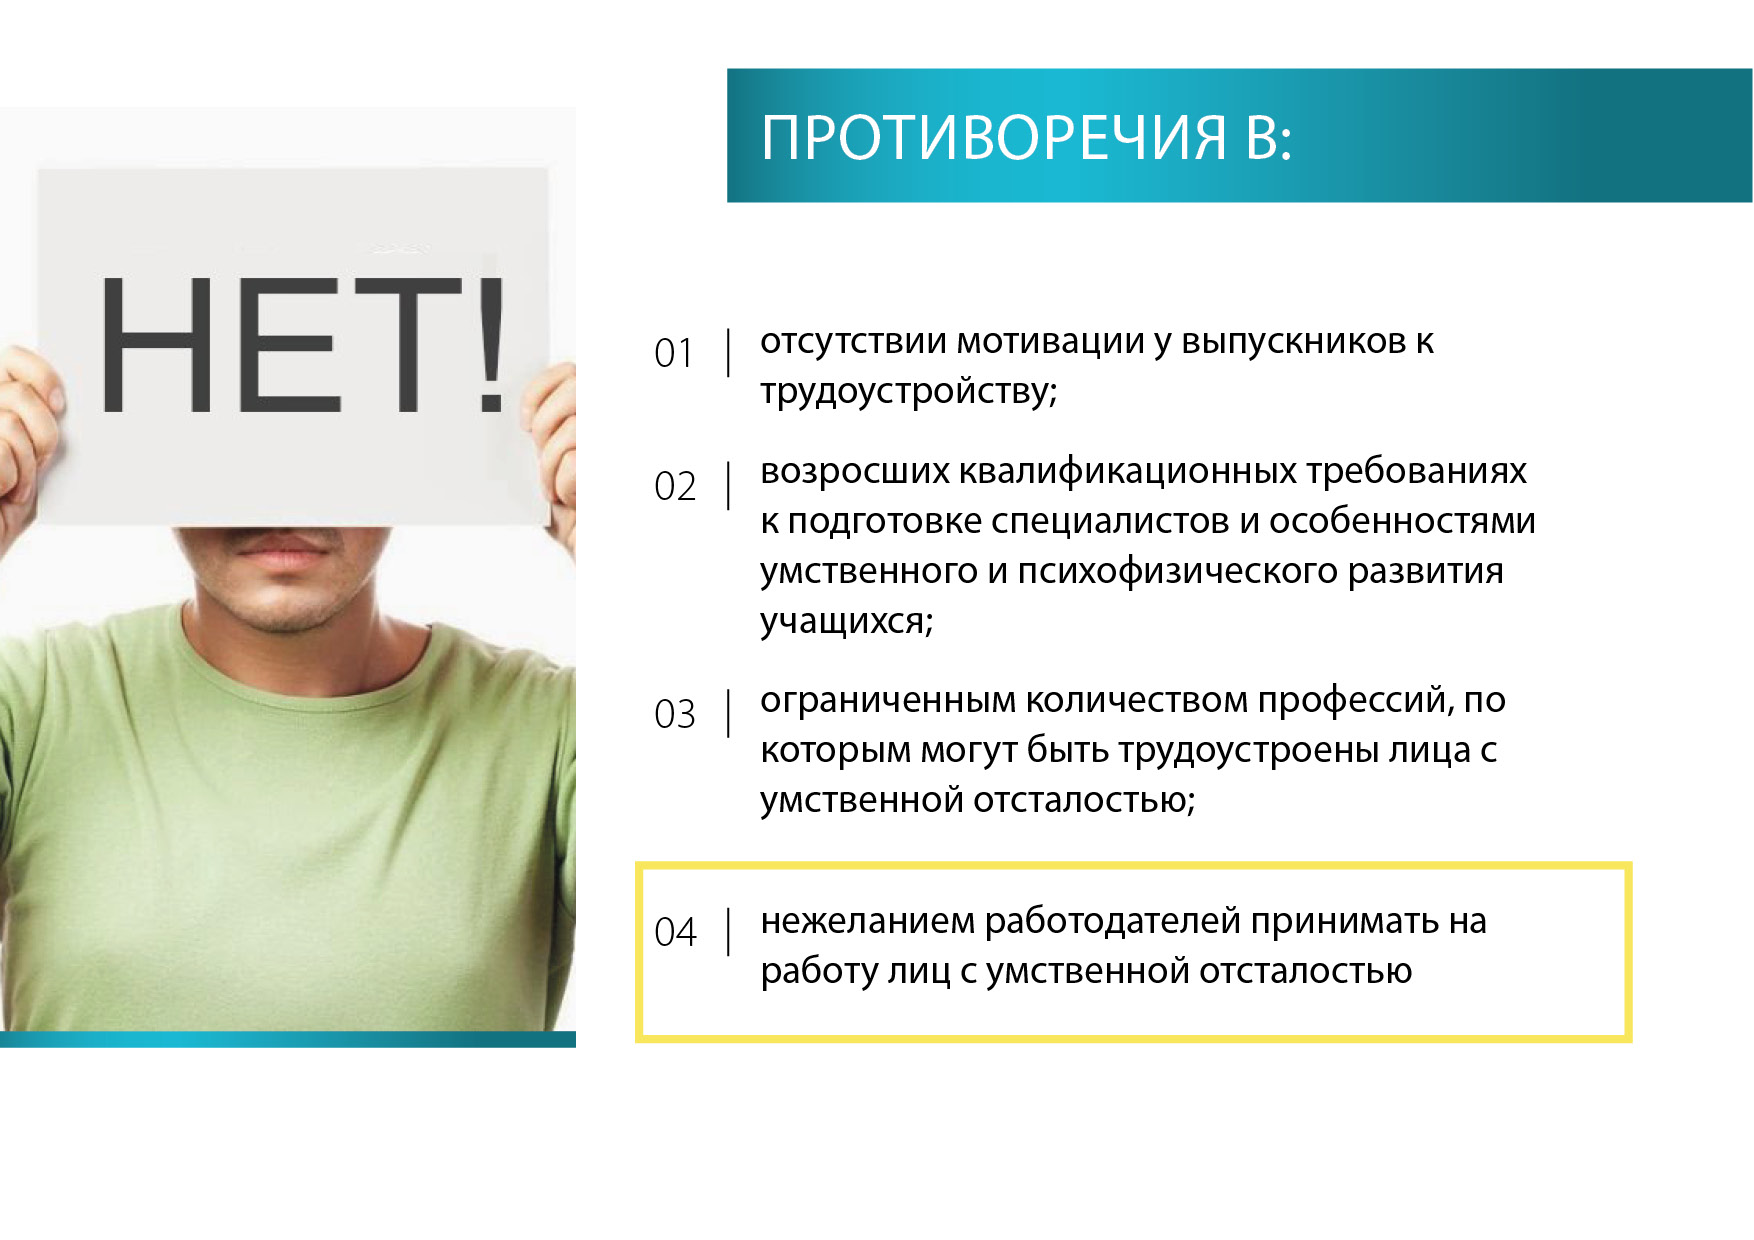 ПРОТИВОРЕЧИЯ В:
НЕТ!
01 | отсутствии мотивации у выпускников к
трудоустройству;
02 | возросших квалификационных требованиях
к подготовке специалистов и особенностями
умственного и психофизического развития
учащихся;
03 | ограниченным количеством профессий, по
которым могут быть трудоустроены лица с
умственной отсталостью;
04 | нежеланием работодателей принимать на
работу лиц с умственной отсталостью